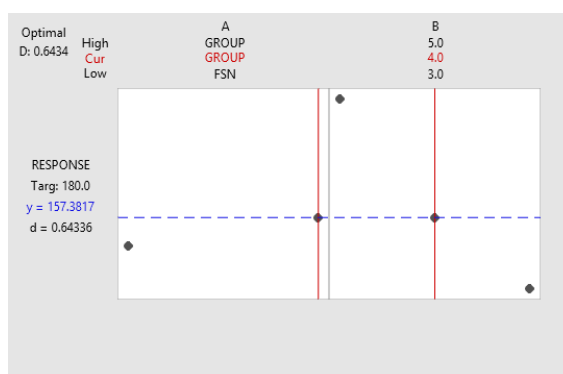 Optimal
D: 0.6434
High
Cur
Low
A
GROUP
GROUP
FSN
B
5.0
4.0
3.0
RESPONSE
Targ: 180.0
y = 157.3817
d = 0.64336